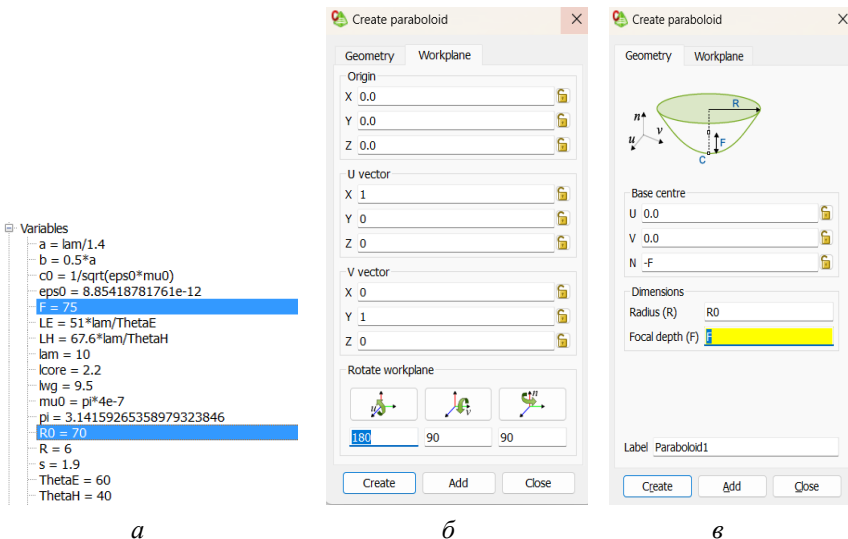 Variables
a = lam/1.4
b = 0.5*a
c0 = 1/sqrt(eps0*mu0)
eps0 = 8.85418781761e-12
F = 75
LE = 51*lam/ThetaE
LH = 67.6*lam/ThetaH
lam = 10
lcore = 2.2
lwg = 9.5
mu0 = pi*4e-7
pi = 3.14159265358979323846
R0 = 70
R = 6
s = 1.9
ThetaE = 60
ThetaH = 40
а
Create paraboloid
Geometry Workplane
Origin
X 0.0
Y 0.0
Z 0.0
U vector
X 1
Y 0
Z 0
V vector
X 0
Y 1
Z 0
Rotate workplane
u v n
180 90 90
Create Add Close
б
Create paraboloid
Geometry Workplane
R
n
v
u
F
C
Base centre
U 0.0
V 0.0
N -F
Dimensions
Radius (R) R0
Focal depth (F) F
Label Paraboloid1
Create Add Close
в